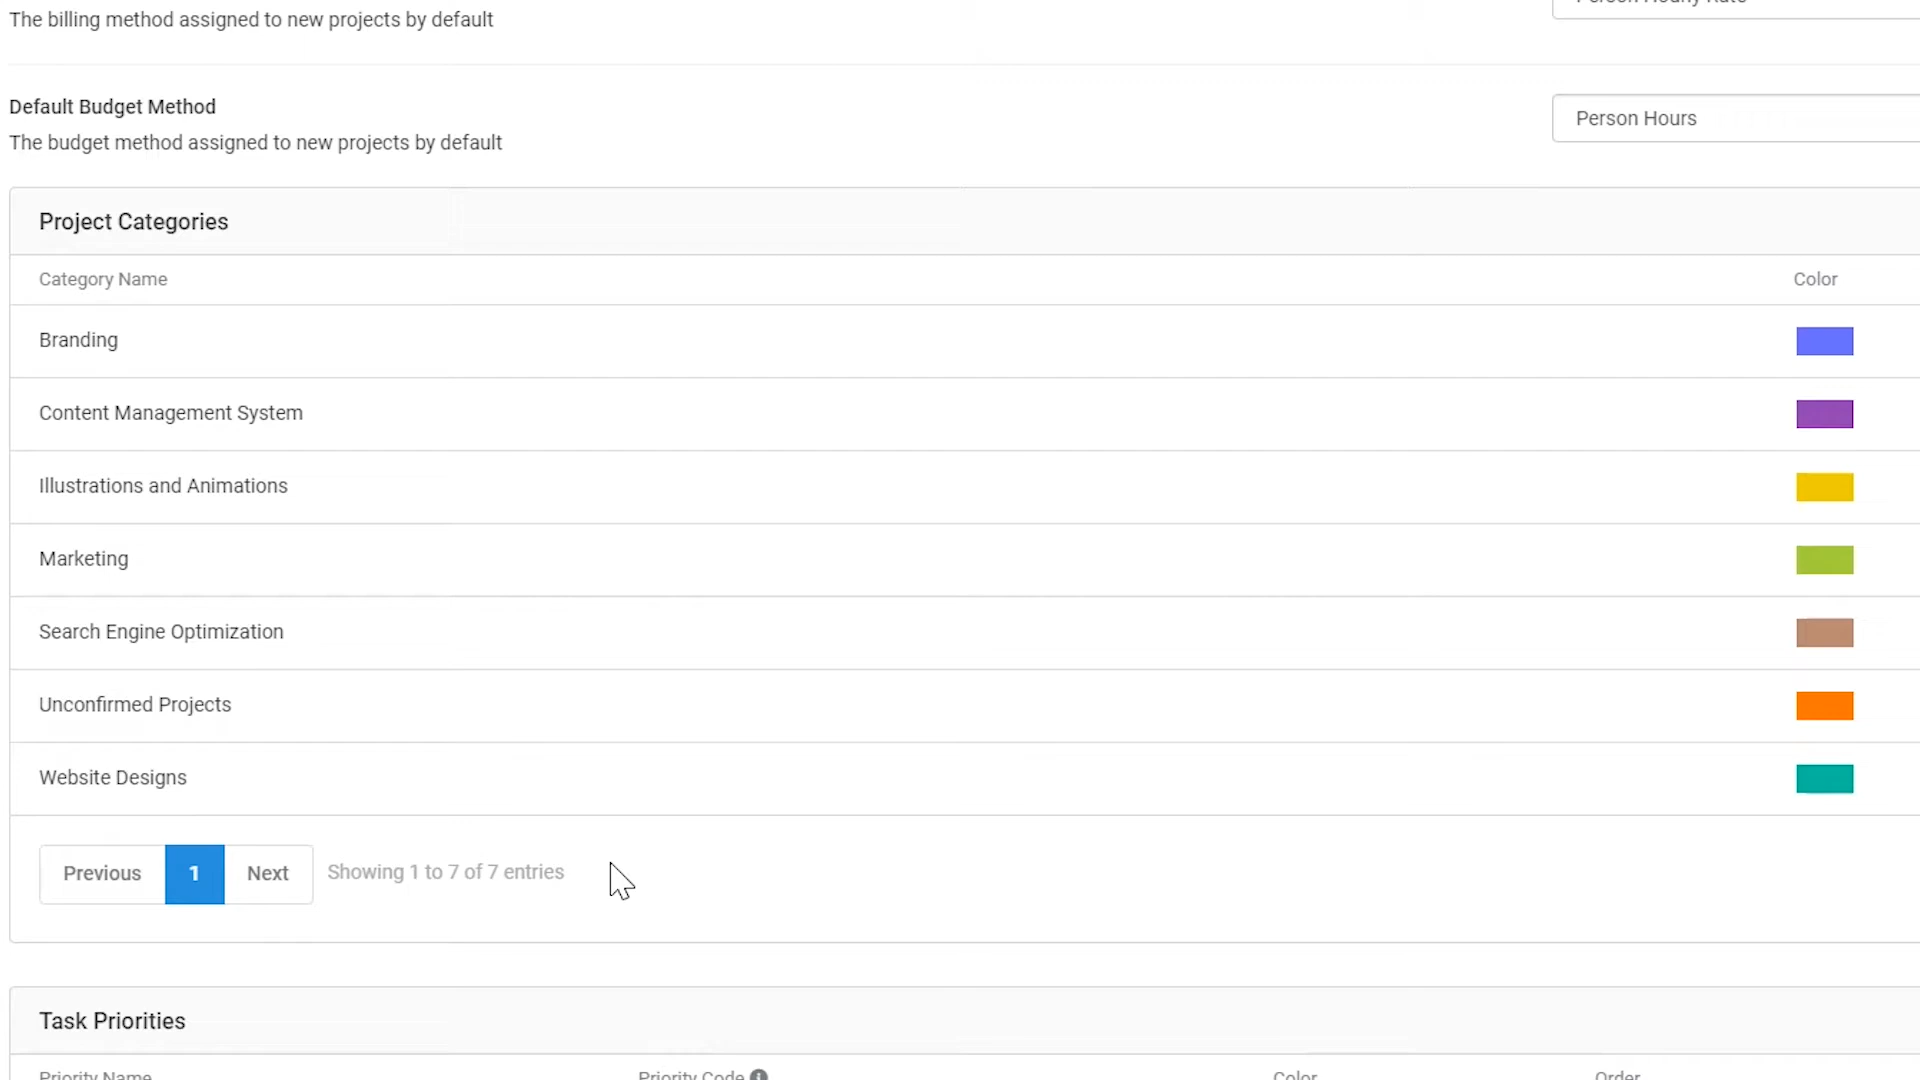 The billing method assigned to new projects by default
Person Hourly Rate
Default Budget Method
The budget method assigned to new projects by default
Person Hours
Project Categories
Category Name
Color
Branding
Content Management System
Illustrations and Animations
Marketing
Search Engine Optimization
Unconfirmed Projects
Website Designs
Previous 1 Next Showing 1 to 7 of 7 entries
Task Priorities
Priority Name Priority Code Color Order